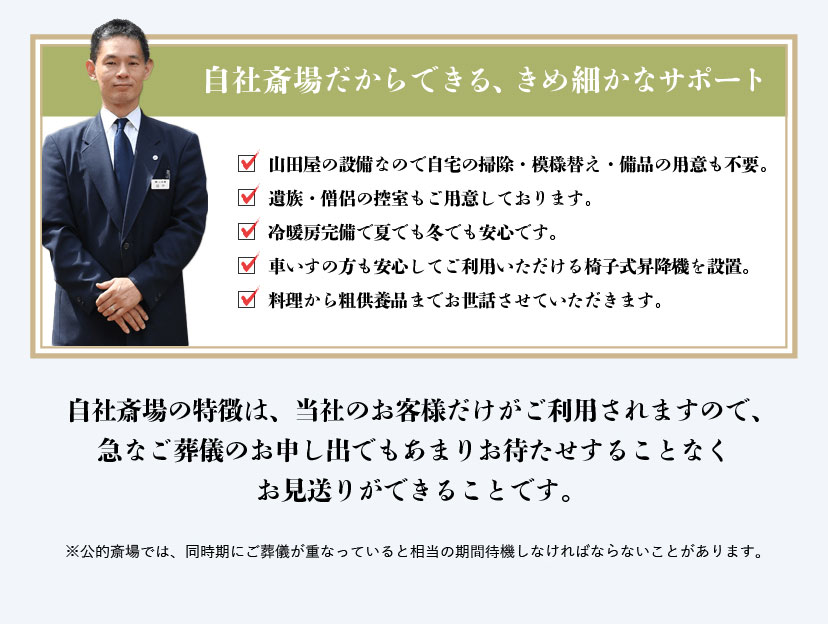 自社斎場だからできる、きめ細かなサポート
山田屋の設備なので自宅の掃除・模様替え・備品の用意も不要。
遺族・僧侶の控室もご用意しております。
冷暖房完備で夏でも冬でも安心です。
車いすの方も安心してご利用いただける椅子式昇降機を設置。
料理から粗供養品までお世話させていただきます。
自社斎場の特徴は、当社のお客様だけがご利用されますので、
急なご葬儀のお申し出でもあまりお待たせすることなく
お見送りができることです。
※公的斎場では、同時期にご葬儀が重なっていると相当の期間待機しなければならないことがあります。